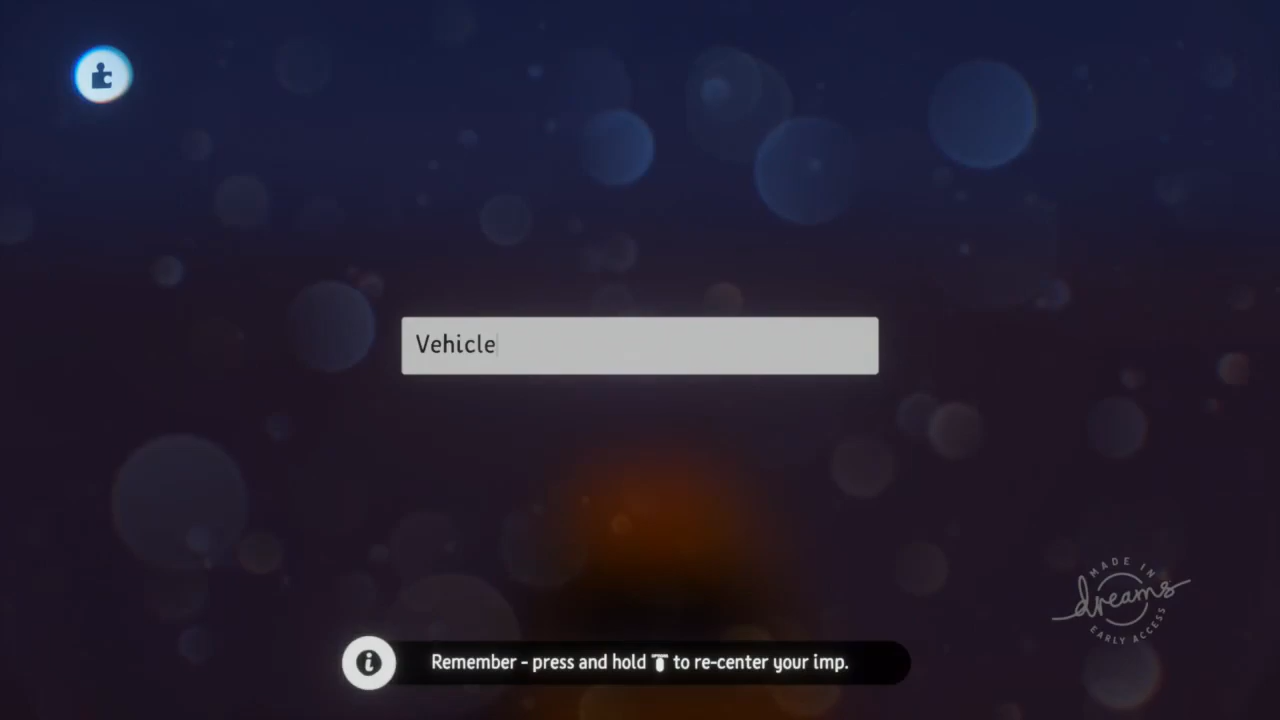 Vehicle
MADE IN
dreams
EARLY ACCESS
Remember - press and hold to re-center your imp.